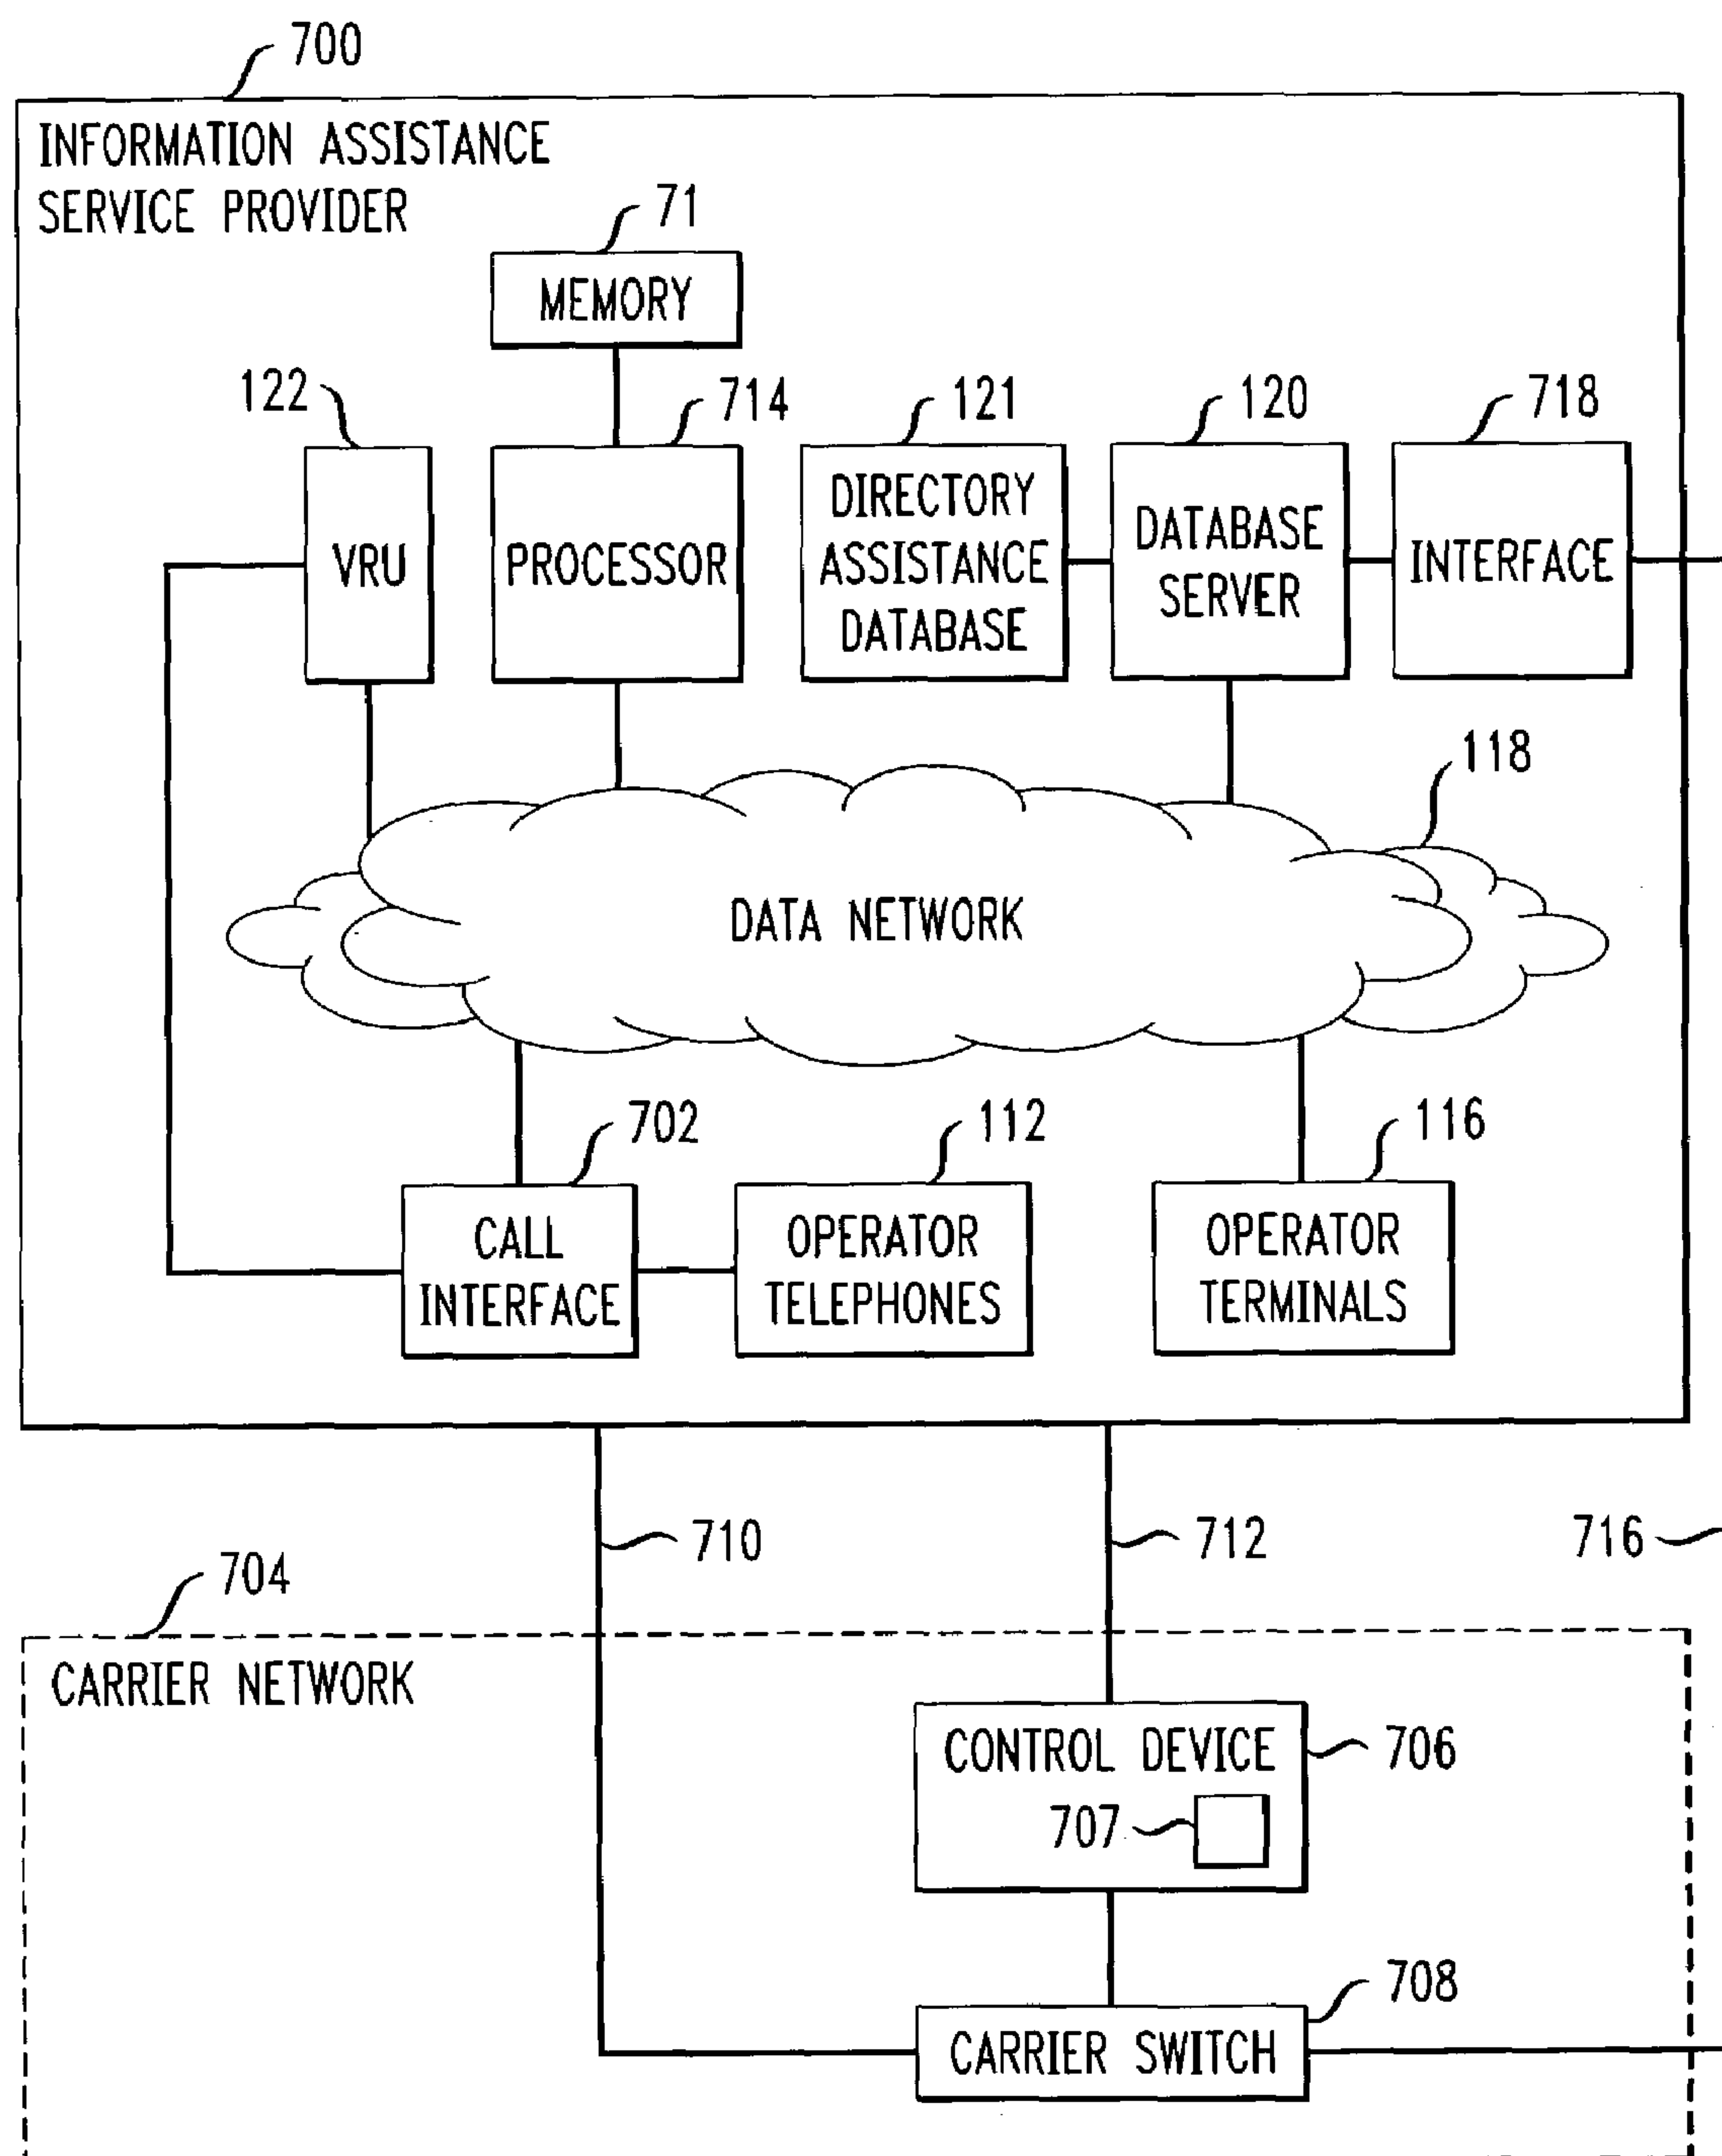 700
INFORMATION ASSISTANCE
SERVICE PROVIDER
71
MEMORY
122
714
121
120
718
VRU
PROCESSOR
DIRECTORY
ASSISTANCE
DATABASE
DATABASE
SERVER
INTERFACE
118
DATA NETWORK
702
112
116
CALL
INTERFACE
OPERATOR
TELEPHONES
OPERATOR
TERMINALS
710
712
716
704
CARRIER NETWORK
CONTROL DEVICE
706
707
708
CARRIER SWITCH